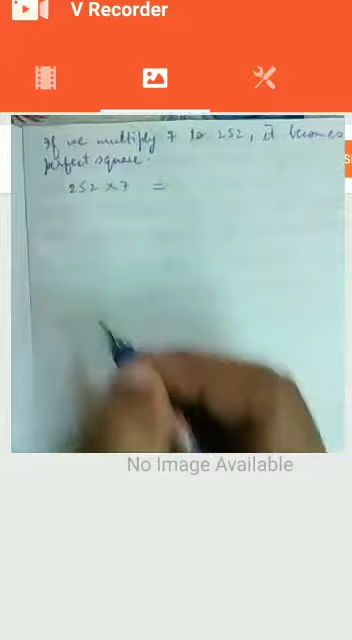 V Recorder
If we multiply 7 to 252, it becomes
perfect square.
252 × 7 =
No Image Available